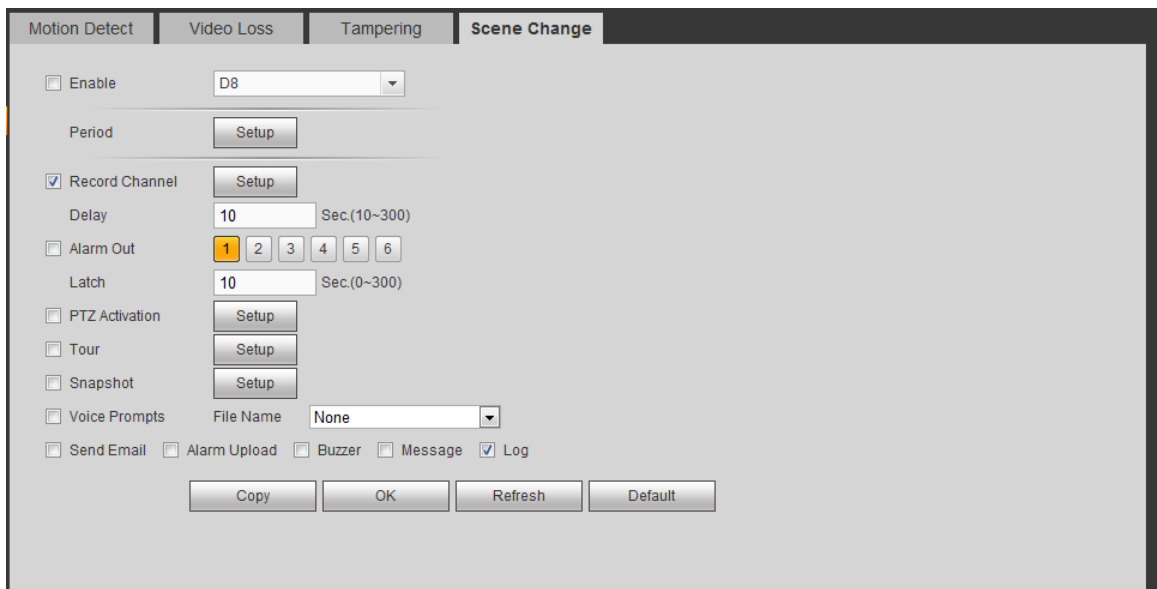 Motion Detect Video Loss Tampering Scene Change
Enable D8
Period Setup
Record Channel Setup
Delay 10 Sec.(10~300)
Alarm Out 1 2 3 4 5 6
Latch 10 Sec.(0~300)
PTZ Activation Setup
Tour Setup
Snapshot Setup
Voice Prompts File Name None
Send Email Alarm Upload Buzzer Message Log
Copy OK Refresh Default